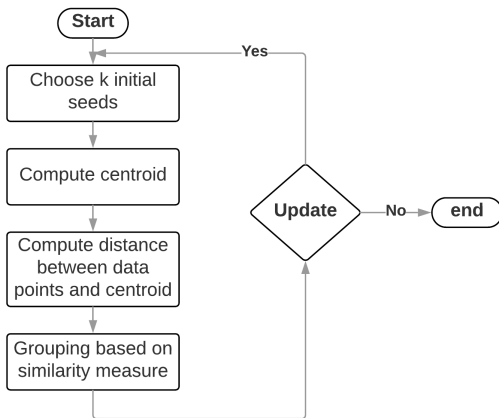 Start
Yes
Choose k initial
seeds
Compute centroid
Compute distance
between data
points and centroid
Grouping based on
similarity measure
Update
No
end